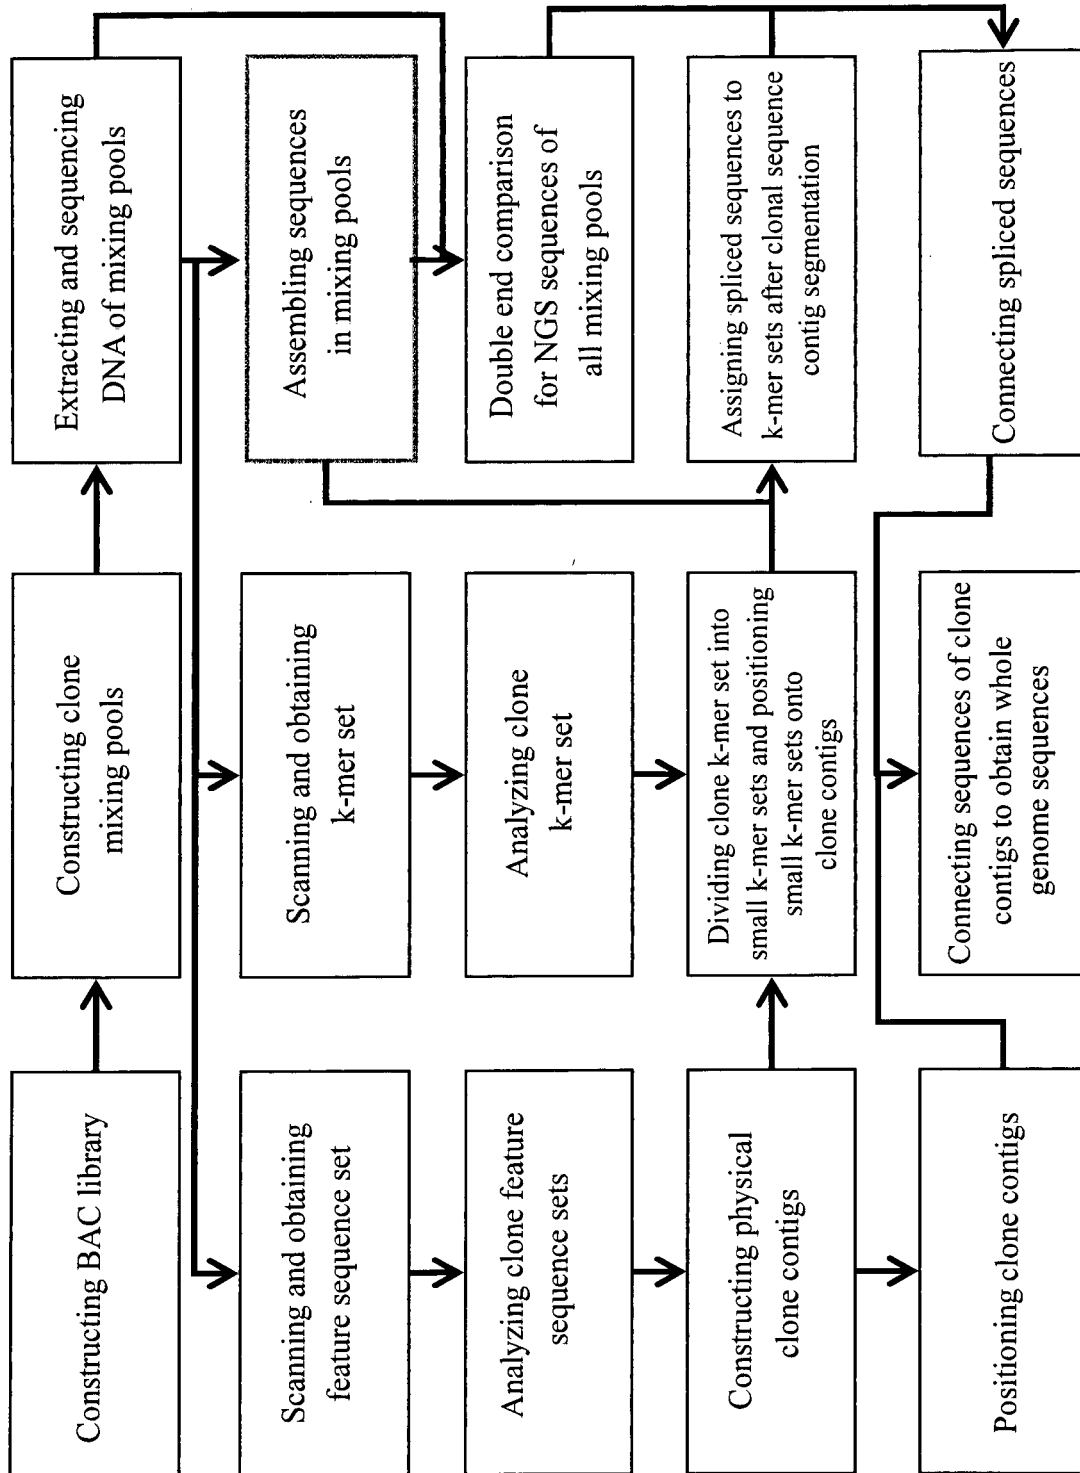 Constructing BAC library
Constructing clone
mixing pools
Extracting and sequencing
DNA of mixing pools
Scanning and obtaining
feature sequence set
Scanning and obtaining
k-mer set
Assembling sequences
in mixing pools
Analyzing clone feature
sequence sets
Analyzing clone
k-mer set
Double end comparison
for NGS sequences of
all mixing pools
Constructing physical
clone contigs
Dividing clone k-mer set into
small k-mer sets and positioning
small k-mer sets onto
clone contigs
Assigning spliced sequences to
k-mer sets after clonal sequence
contig segmentation
Positioning clone contigs
Connecting sequences of clone
contigs to obtain whole
genome sequences
Connecting spliced sequences